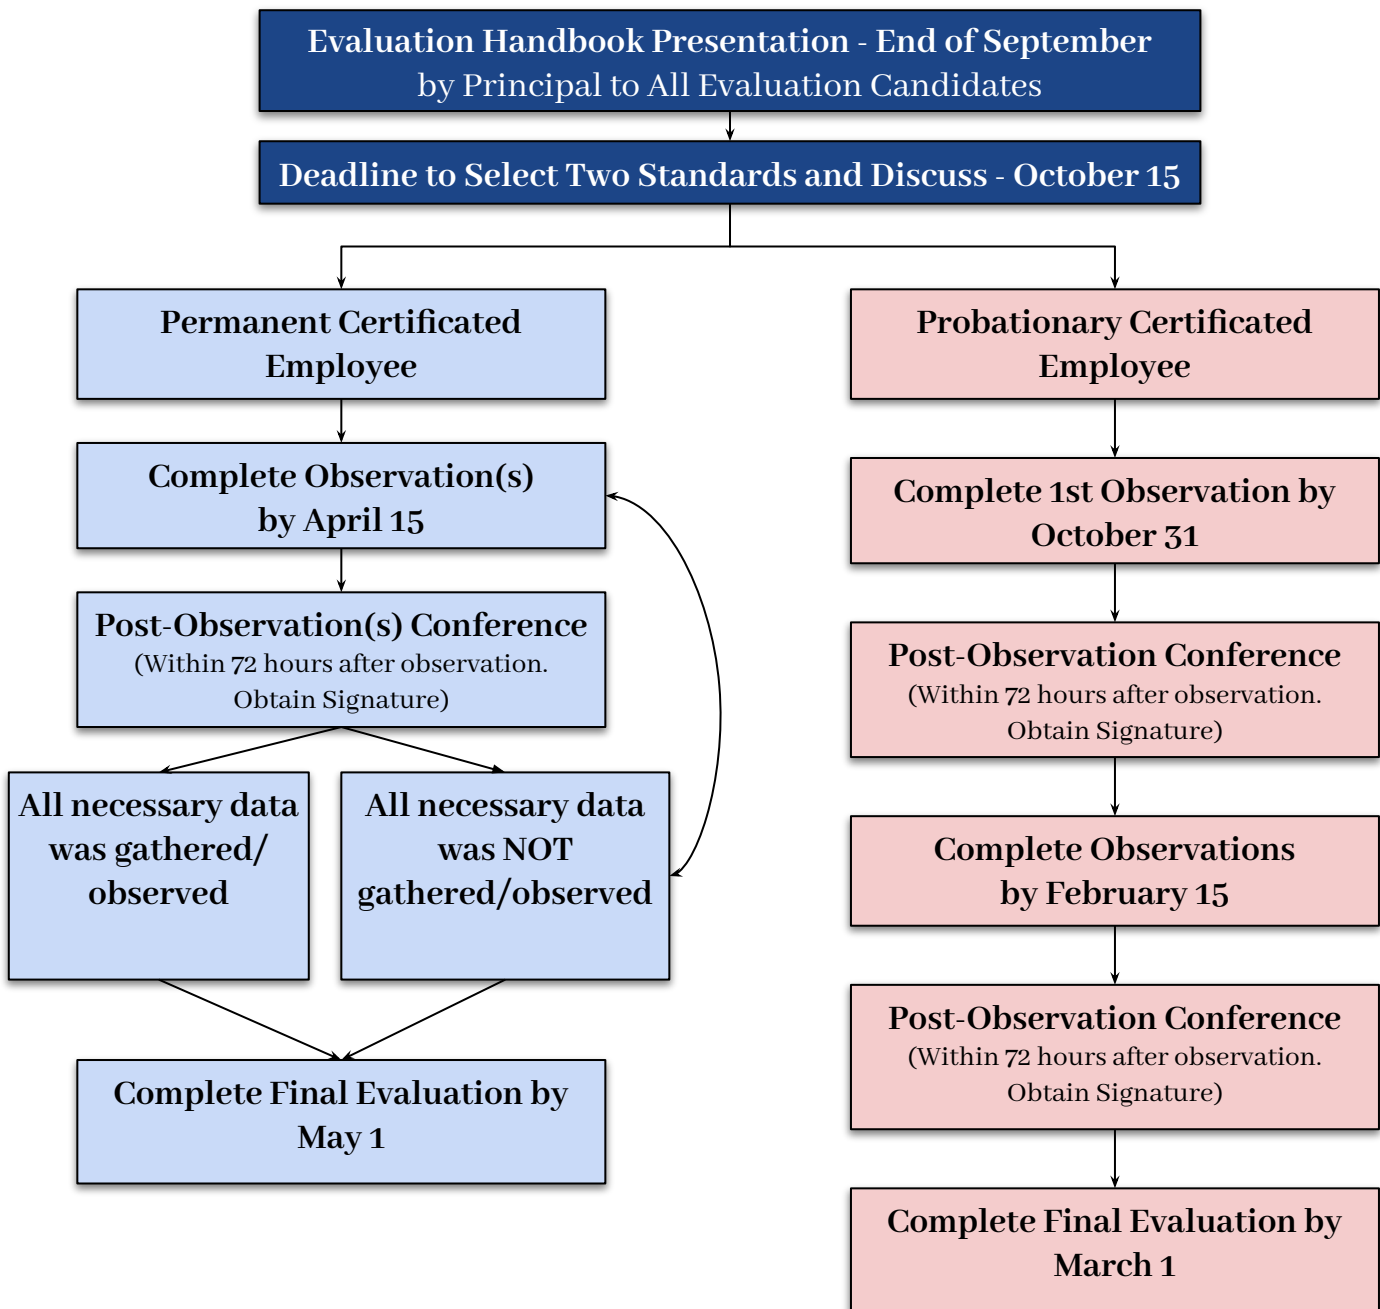 Evaluation Handbook Presentation - End of September
by Principal to All Evaluation Candidates
Deadline to Select Two Standards and Discuss - October 15
Permanent Certificated
Employee
Complete Observation(s)
by April 15
Post-Observation(s) Conference
(Within 72 hours after observation.
Obtain Signature)
All necessary data
was gathered/
observed
All necessary data
was NOT
gathered/observed
Complete Final Evaluation by
May 1
Probationary Certificated
Employee
Complete 1st Observation by
October 31
Post-Observation Conference
(Within 72 hours after observation.
Obtain Signature)
Complete Observations
by February 15
Post-Observation Conference
(Within 72 hours after observation.
Obtain Signature)
Complete Final Evaluation by
March 1